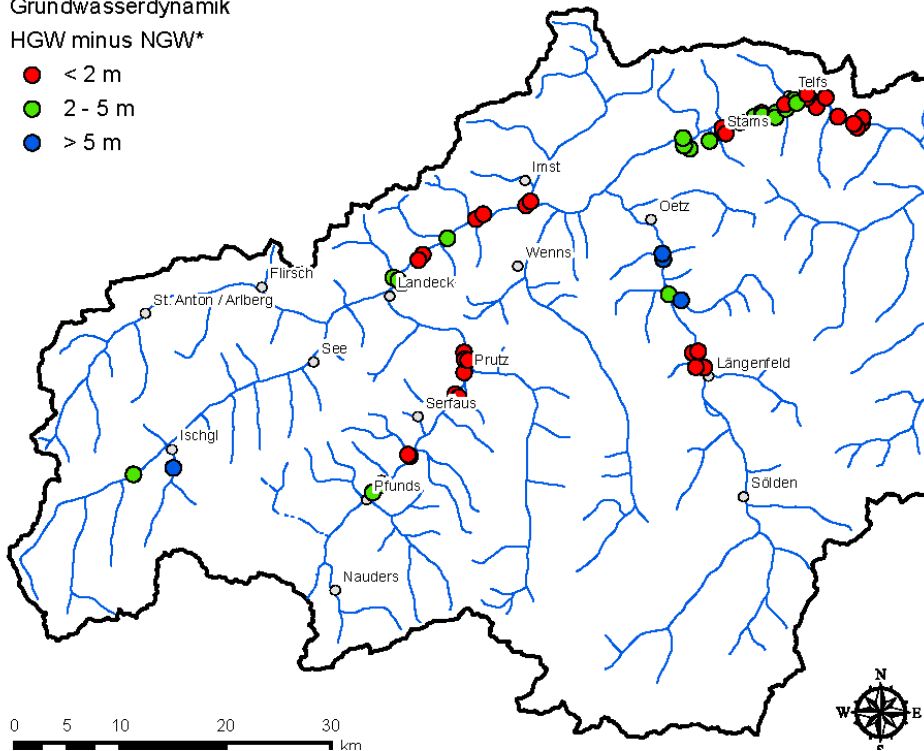 Grundwasserdynamik
HGW minus NGW*
< 2 m
2 - 5 m
> 5 m
Telfs
Stams
Imst
Oetz
Wenns
Flirsch
Landeck
St. Anton / Arlberg
See
Prutz
Längenfeld
Serfaus
Ischgl
Pfunds
Sölden
Nauders
N
W E
S
0 5 10 20 30
km